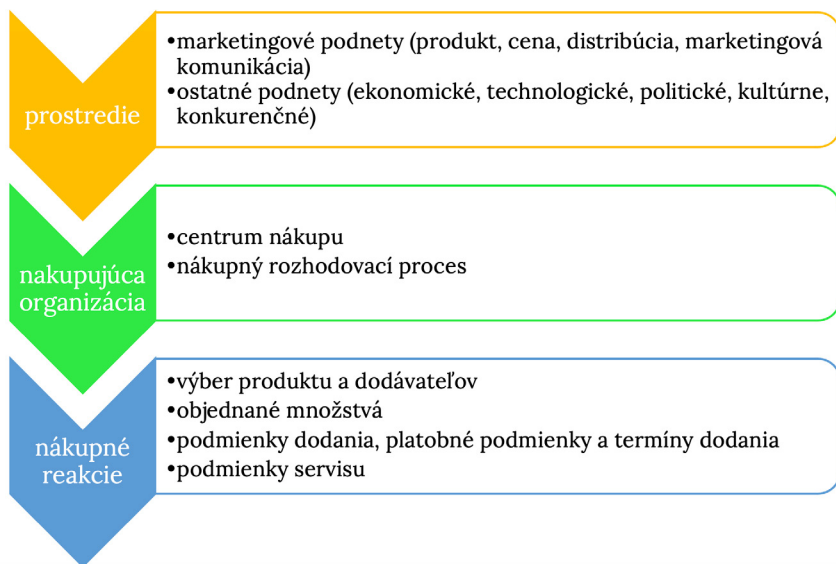 prostredie
•marketingové podnety (produkt, cena, distribúcia, marketingová
komunikácia)
•ostatné podnety (ekonomické, technologické, politické, kultúrne,
konkurenčné)
nakupujúca
organizácia
•centrum nákupu
•nákupný rozhodovací proces
nákupné
reakcie
•výber produktu a dodávateľov
•objednané množstvá
•podmienky dodania, platobné podmienky a termíny dodania
•podmienky servisu